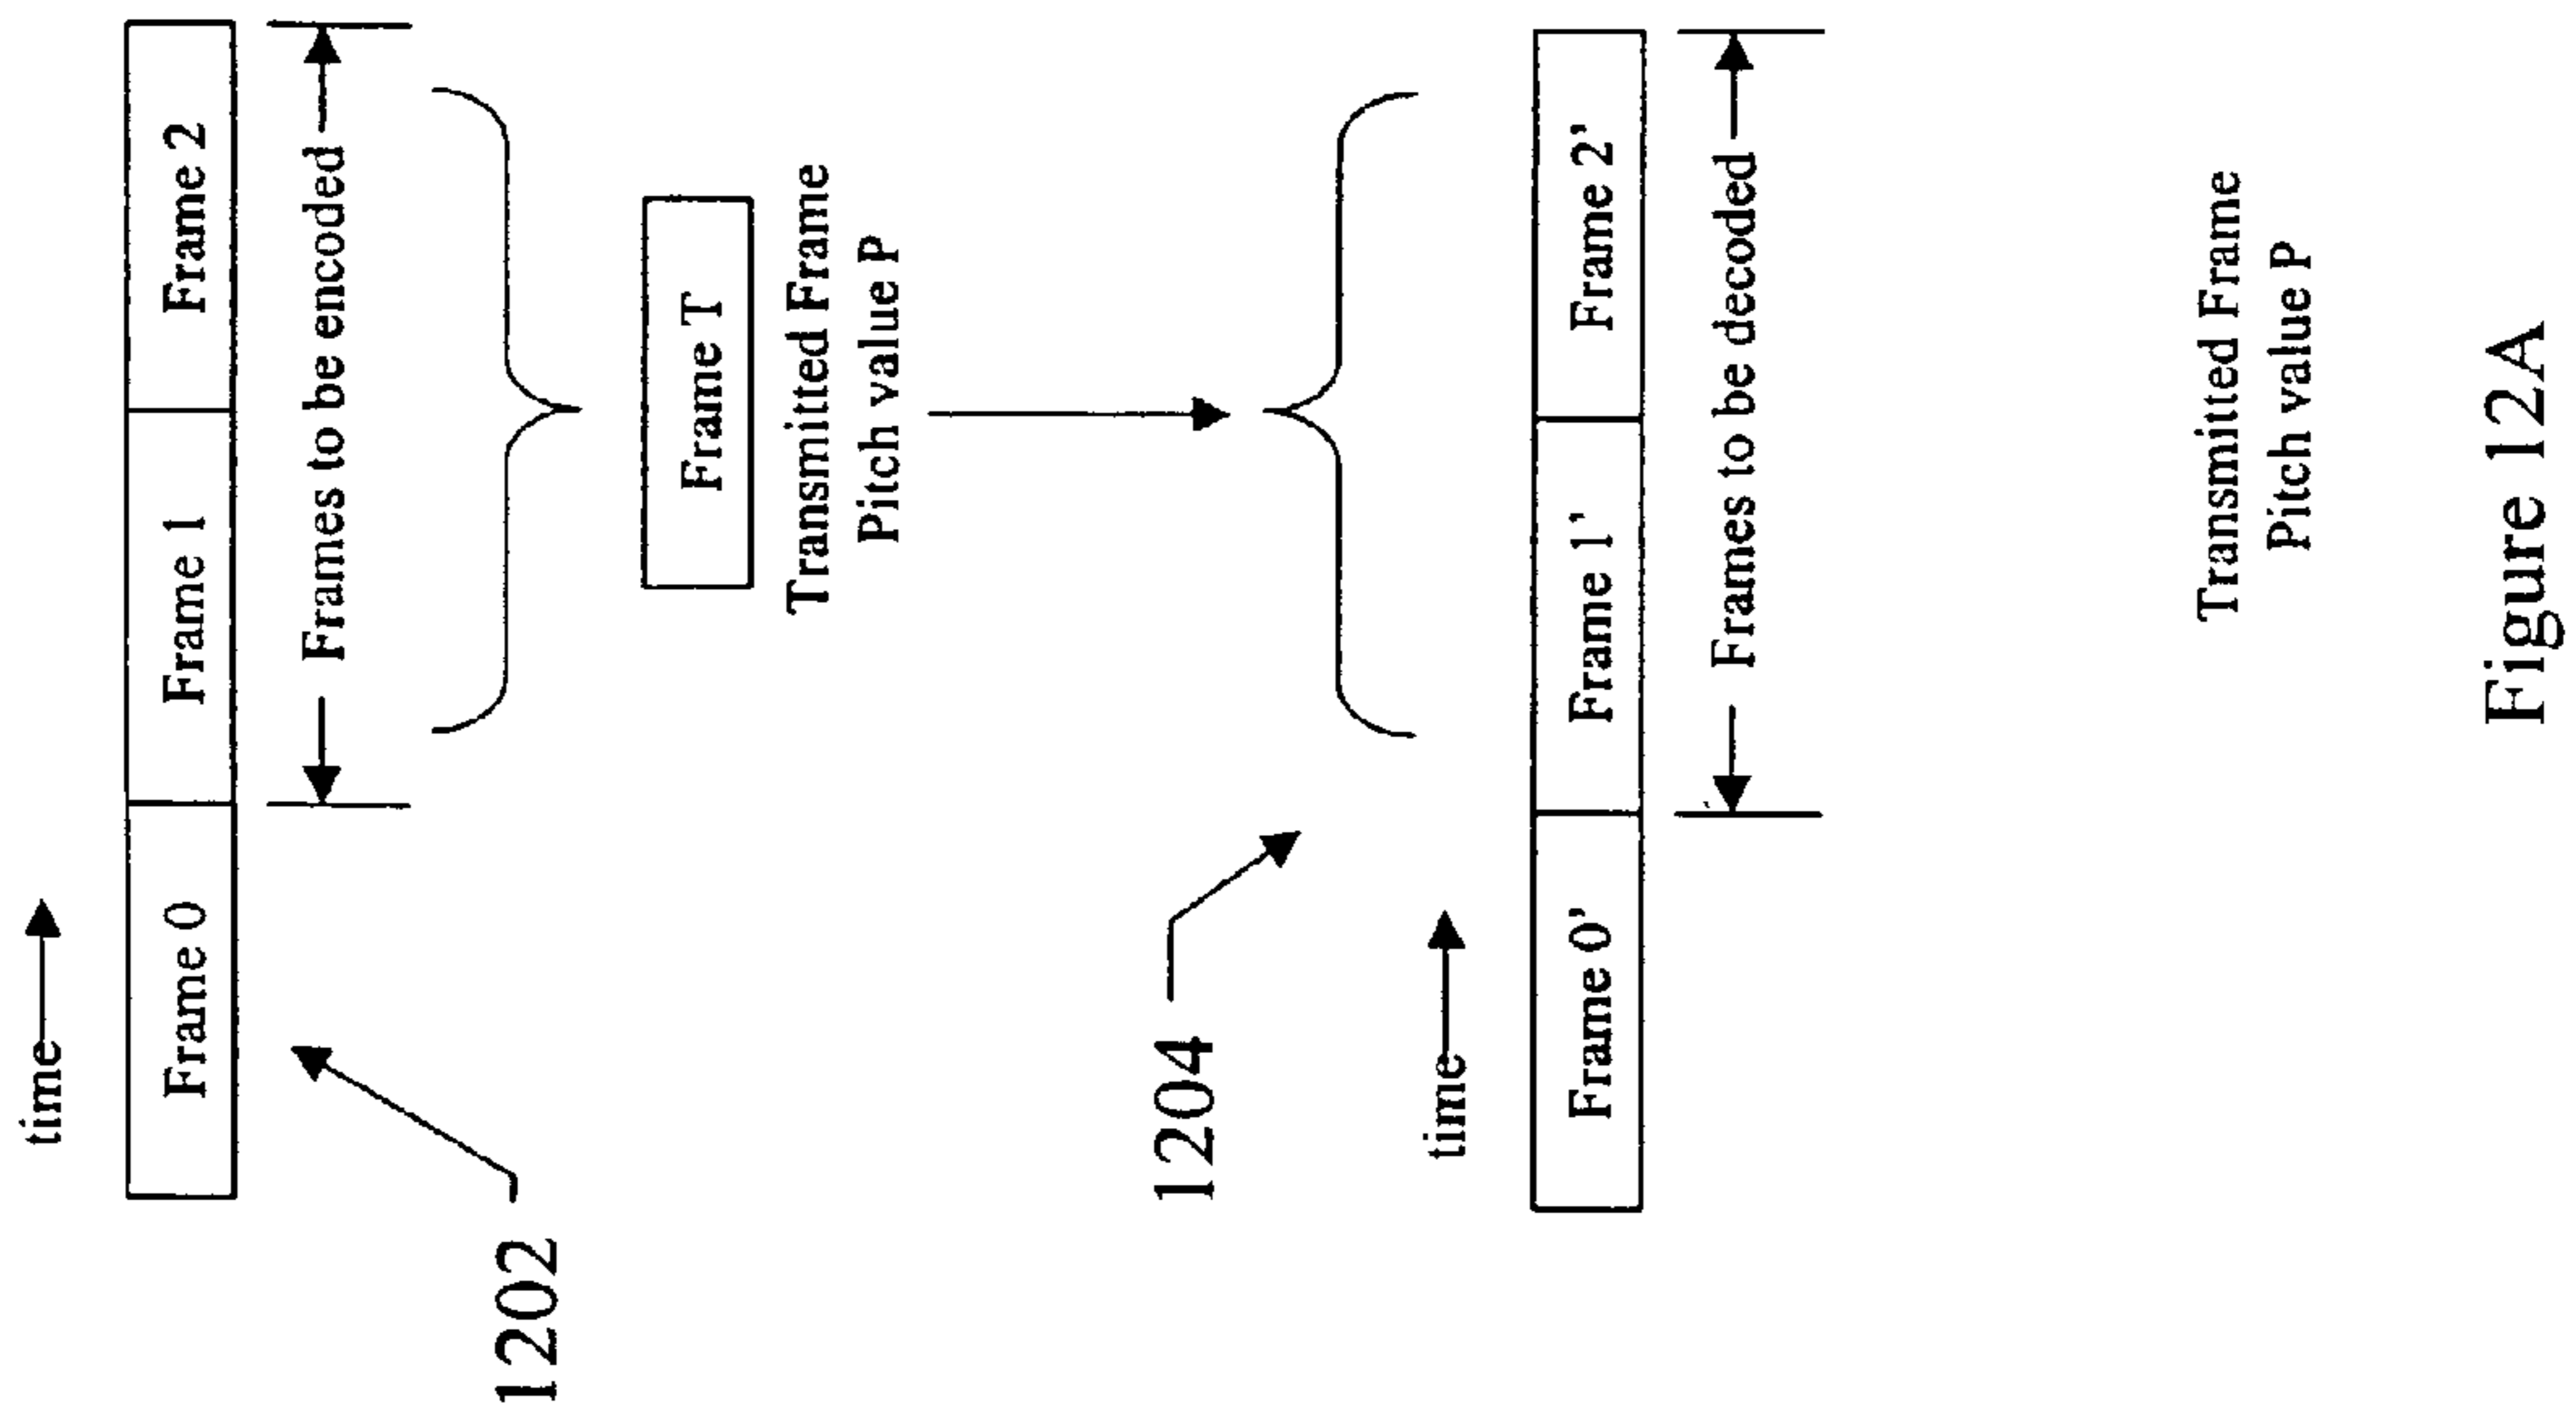 time
Frame 0 Frame 1 Frame 2
Frames to be encoded
1202
Frame T
Transmitted Frame
Pitch value P
1204
time
Frame 0' Frame 1' Frame 2'
Frames to be decoded
Transmitted Frame
Pitch value P
Figure 12A